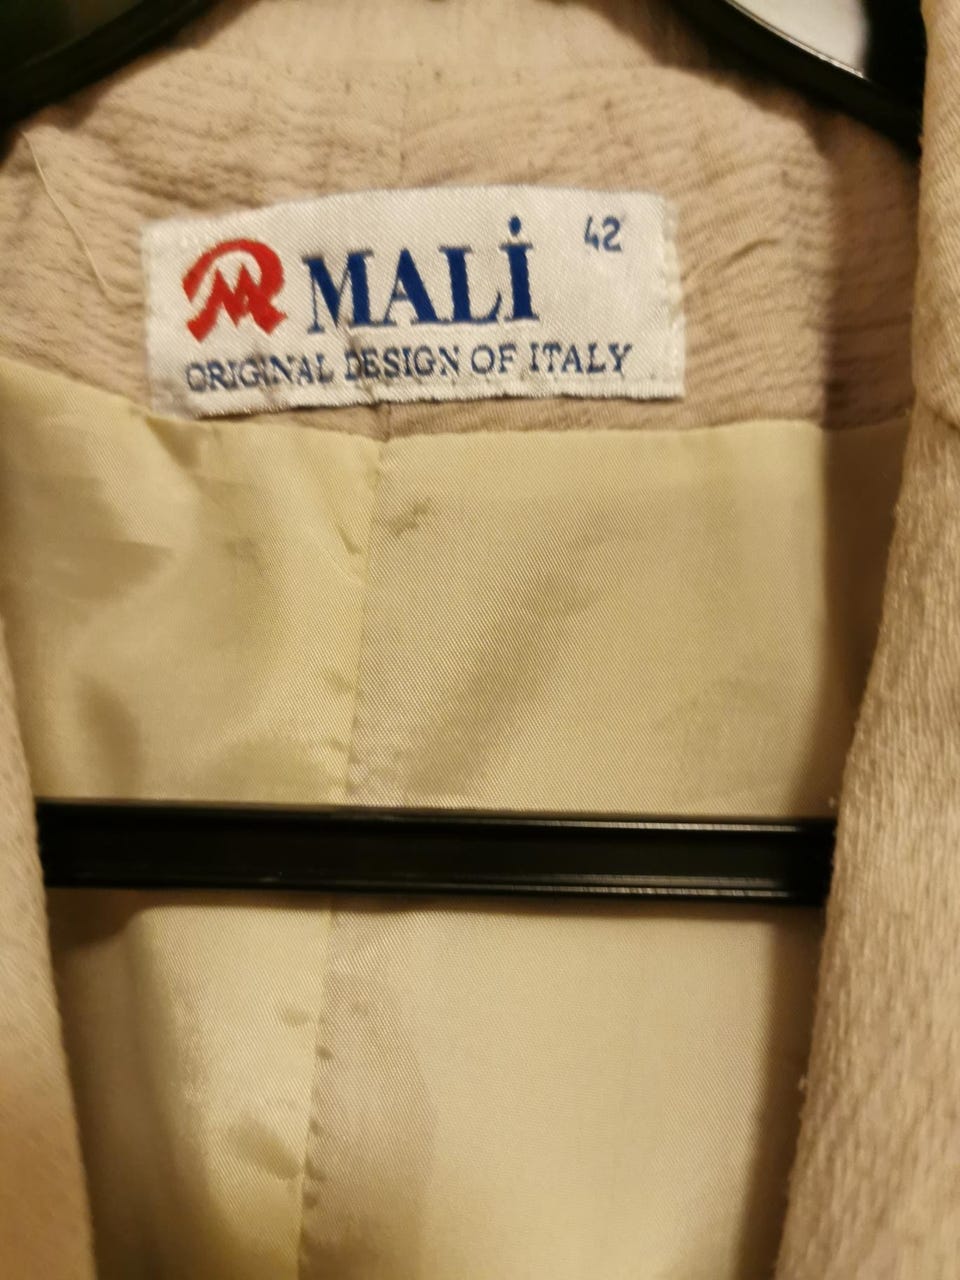 MALİ
42
ORIGINAL DESIGN OF ITALY